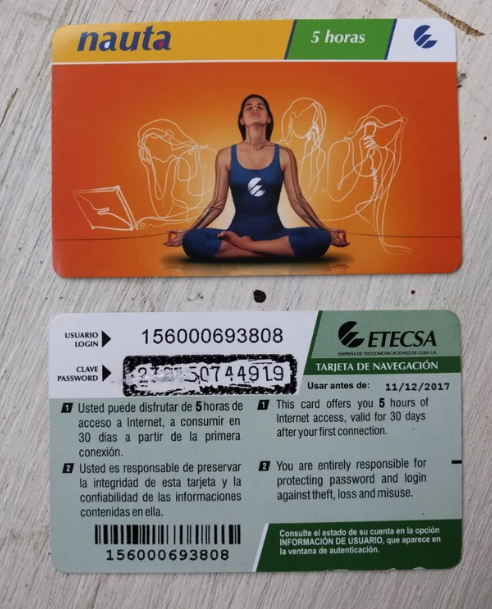 nauta
5 horas
USUARIO
LOGIN
156000693808
CLAVE
PASSWORD
50744919
ETECSA
EMPRESA DE TELECOMUNICACIONES DE CUBA S.A.
TARJETA DE NAVEGACIÓN
Usar antes de: 11/12/2017
1 Usted puede disfrutar de 5 horas de
acceso a Internet, a consumir en
30 días a partir de la primera
conexión.
2 Usted es responsable de preservar
la integridad de esta tarjeta y la
confiabilidad de las informaciones
contenidas en ella.
1 This card offers you 5 hours of
Internet access, valid for 30 days
after your first connection.
2 You are entirely responsible for
protecting password and login
against theft, loss and misuse.
156000693808
Consulte el estado de su cuenta en la opción
INFORMACIÓN DE USUARIO, que aparece en
la ventana de autenticación.